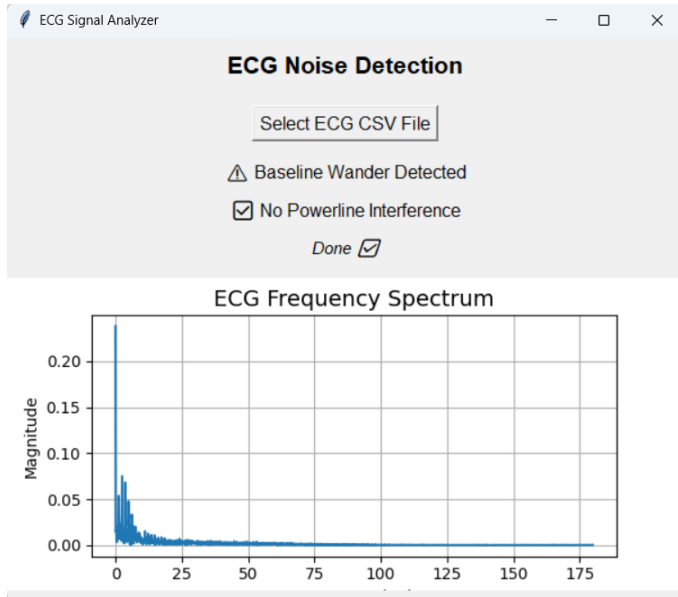 ECG Signal Analyzer
ECG Noise Detection
Select ECG CSV File
⚠ Baseline Wander Detected
☑ No Powerline Interference
Done ☑
ECG Frequency Spectrum
Magnitude
0.20
0.15
0.10
0.05
0.00
0 25 50 75 100 125 150 175